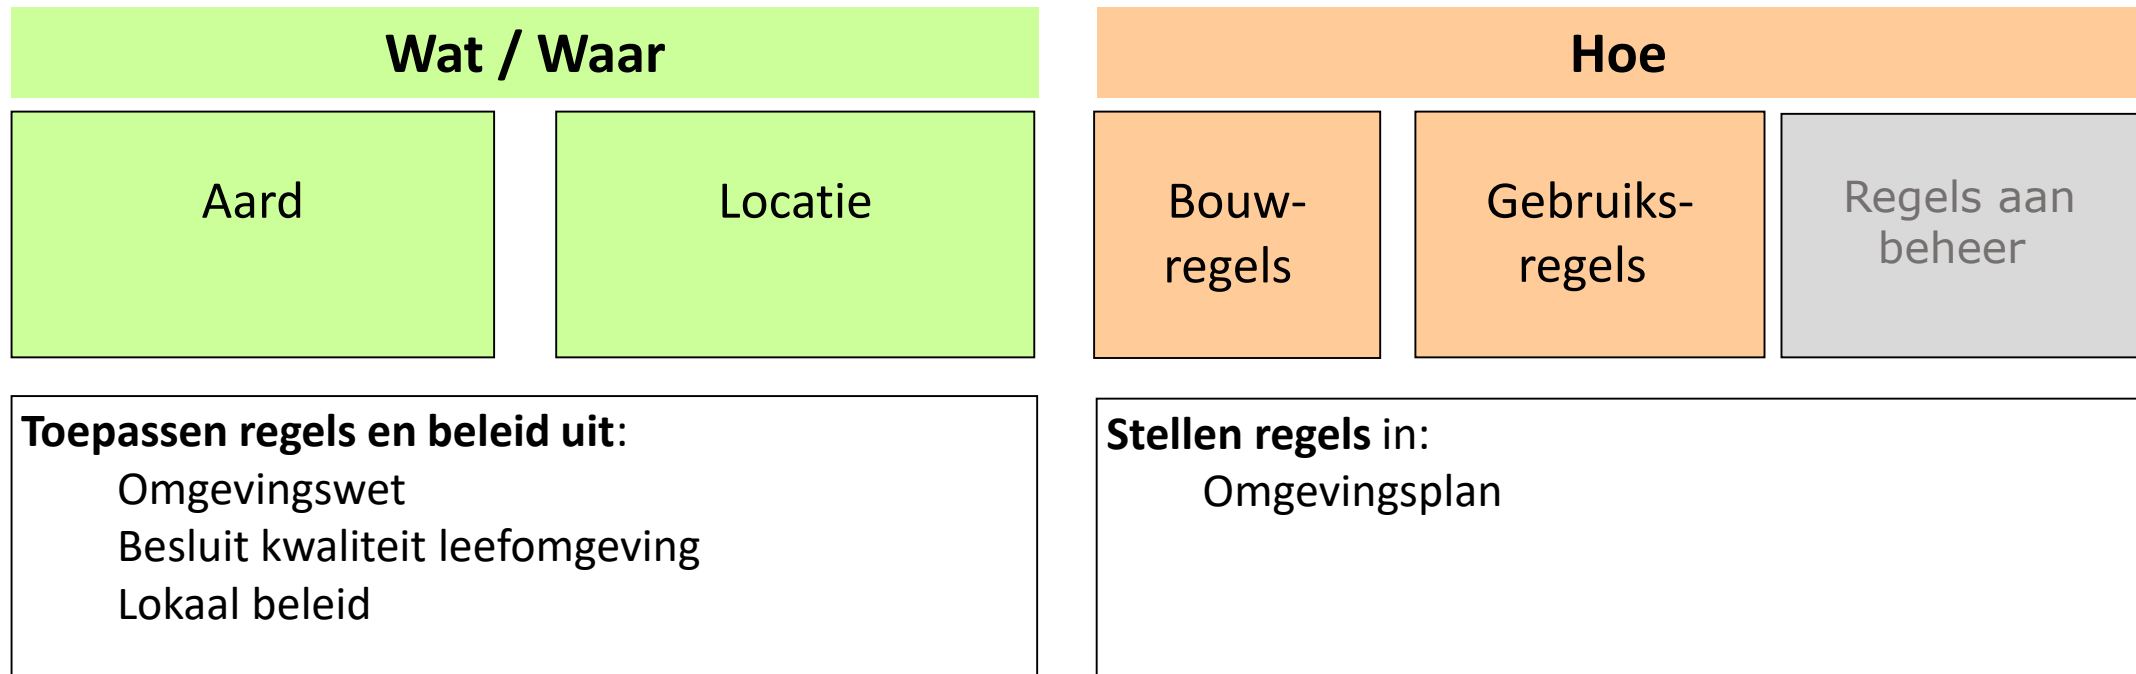 Wat / Waar
Aard
Locatie
Toepassen regels en beleid uit:
Omgevingswet
Besluit kwaliteit leefomgeving
Lokaal beleid
Hoe
Bouw-
regels
Gebruiks-
regels
Regels aan
beheer
Stellen regels in:
Omgevingsplan